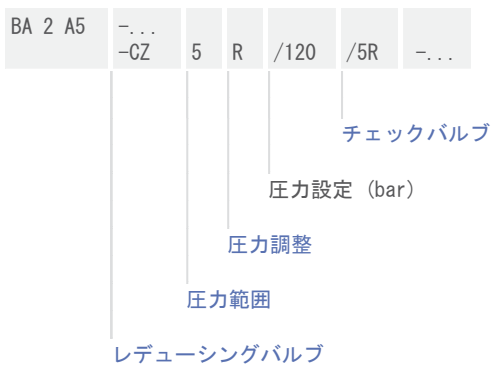 BA 2 A5 -...
-CZ 5 R /120 /5R -...
チェックバルブ
圧力設定 (bar)
圧力調整
圧力範囲
レデューシングバルブ